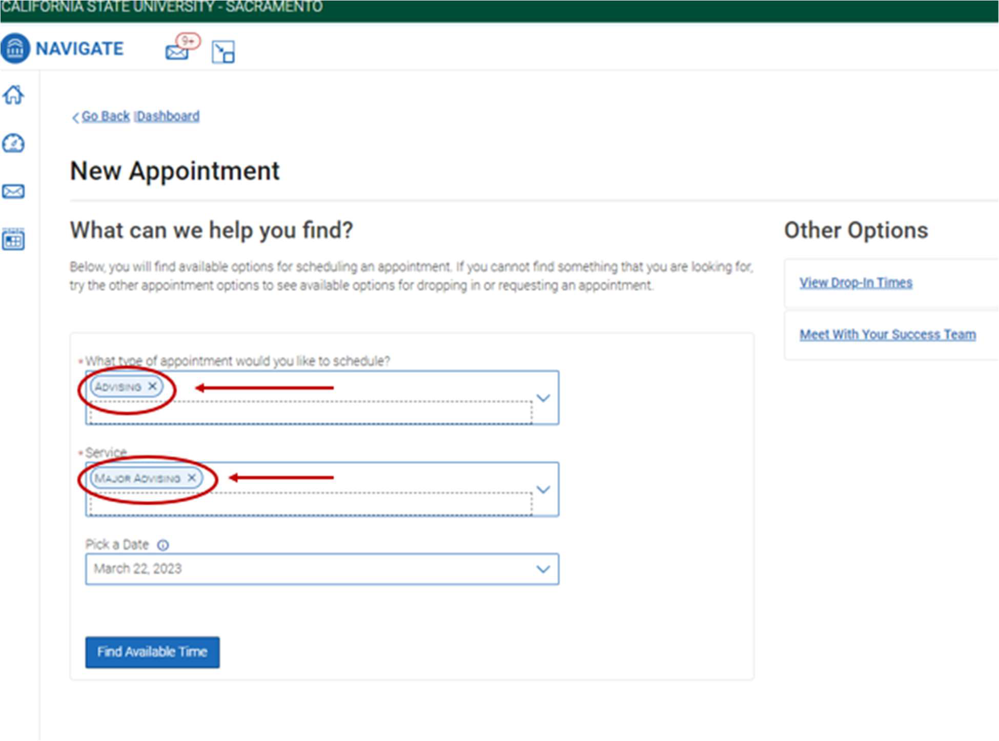 CALIFORNIA STATE UNIVERSITY - SACRAMENTO
NAVIGATE
9+
Go Back |Dashboard
New Appointment
What can we help you find?
Below, you will find available options for scheduling an appointment. If you cannot find something that you are looking for,
try the other appointment options to see available options for dropping in or requesting an appointment.
* What type of appointment would you like to schedule?
ADVISING ×
* Service
MAJOR ADVISING ×
Pick a Date
March 22, 2023
Find Available Time
Other Options
View Drop-In Times
Meet With Your Success Team